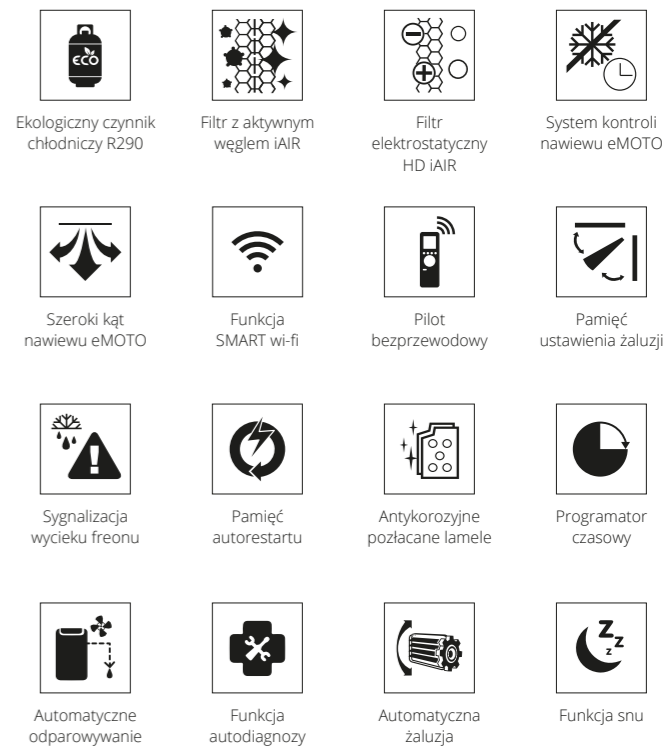 ECO
Ekologiczny czynnik
chłodniczy R290
Filtr z aktywnym
węglem iAIR
Filtr
elektrostatyczny
HD iAIR
System kontroli
nawiewu eMOTO
Szeroki kąt
nawiewu eMOTO
Funkcja
SMART wi-fi
Pilot
bezprzewodowy
Pamięć
ustawienia żaluzji
Sygnalizacja
wycieku freonu
Pamięć
autorestartu
Antykorozyjne
pozłacane lamele
Programator
czasowy
Automatyczne
odparowywanie
Funkcja
autodiagnozy
Automatyczna
żaluzja
Z z z
Funkcja snu